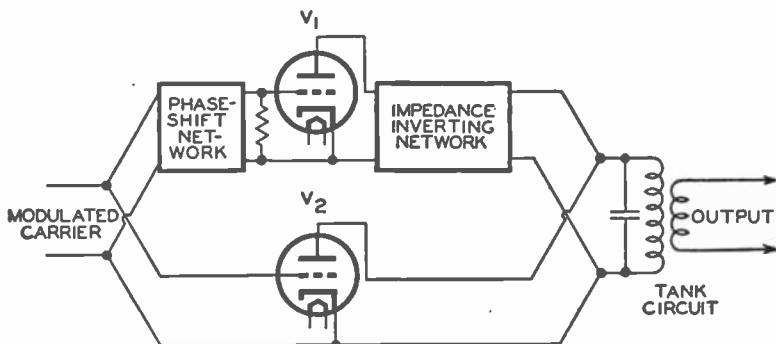 V1
PHASE-
SHIFT
NET-
WORK
IMPEDANCE
INVERTING
NETWORK
MODULATED
CARRIER
V2
OUTPUT
TANK
CIRCUIT